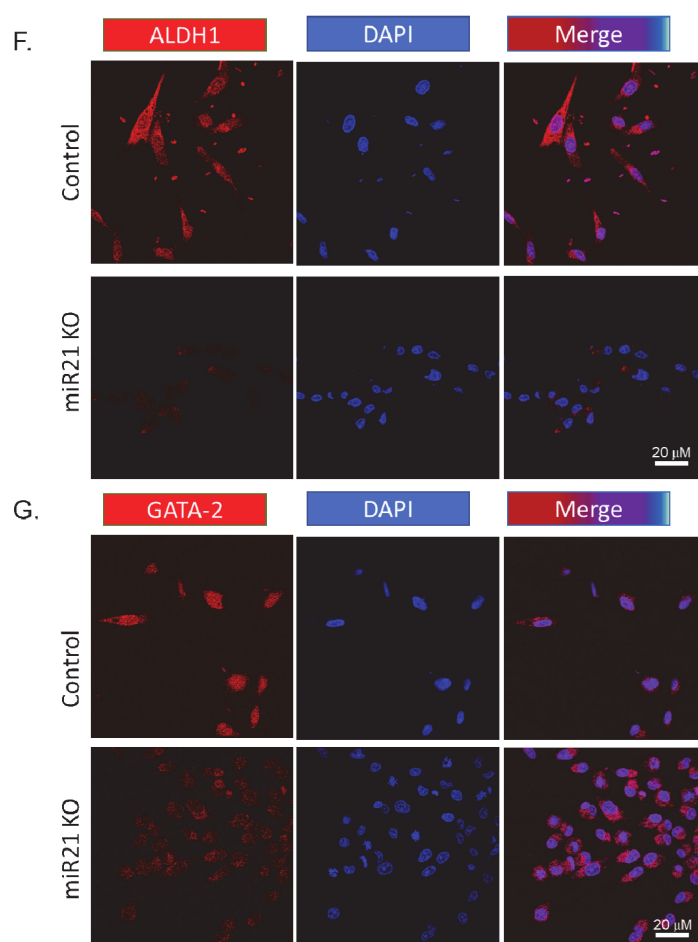 F.
ALDH1 DAPI Merge
Control
miR21 KO
20 µM
G.
GATA-2 DAPI Merge
Control
miR21 KO
20 µM